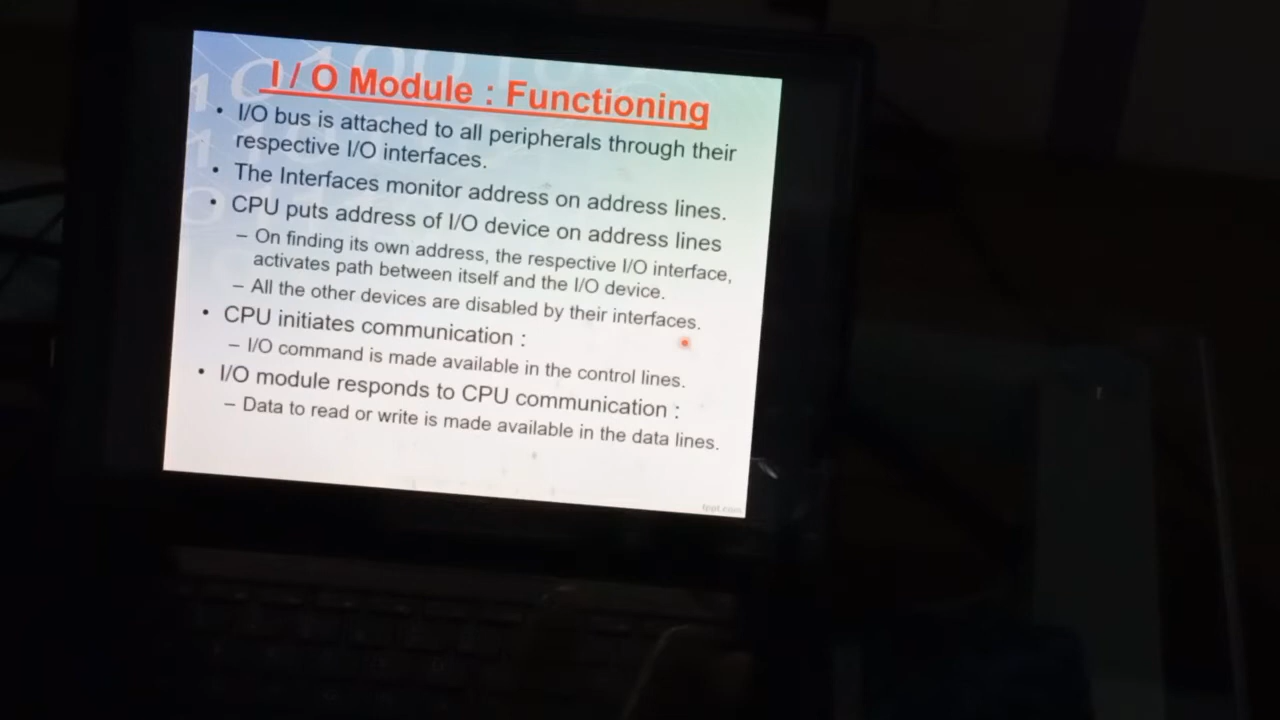 I / O Module : Functioning
• I/O bus is attached to all peripherals through their
respective I/O interfaces.
• The Interfaces monitor address on address lines.
• CPU puts address of I/O device on address lines
– On finding its own address, the respective I/O interface,
activates path between itself and the I/O device.
– All the other devices are disabled by their interfaces.
• CPU initiates communication :
– I/O command is made available in the control lines.
• I/O module responds to CPU communication :
– Data to read or write is made available in the data lines.